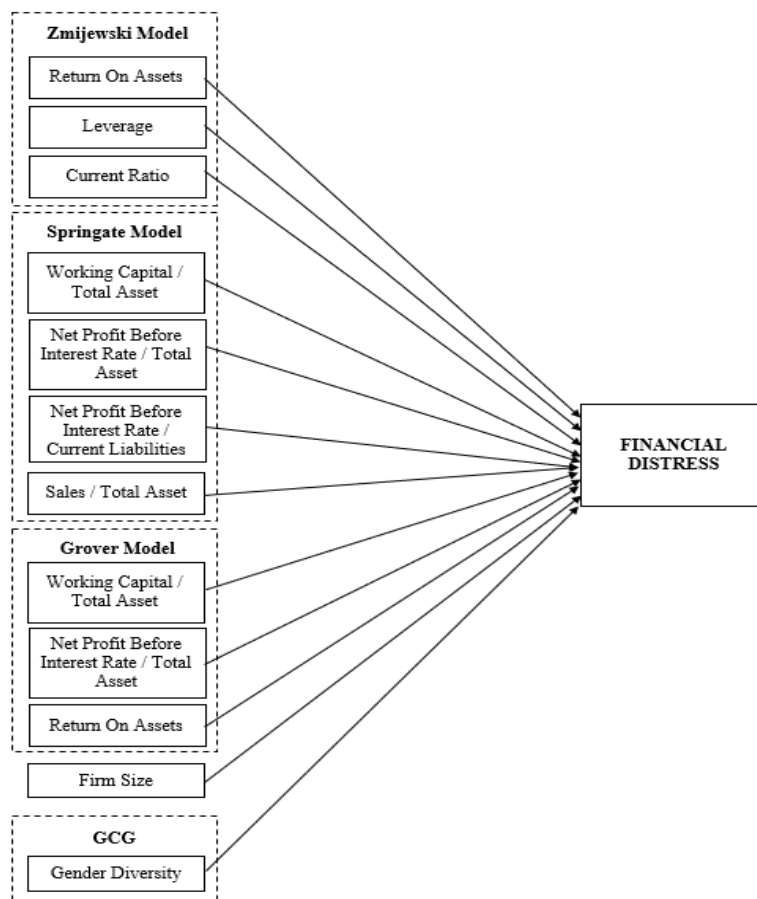 Zmijewski Model
Return On Assets
Leverage
Current Ratio
Springate Model
Working Capital /
Total Asset
Net Profit Before
Interest Rate / Total
Asset
Net Profit Before
Interest Rate /
Current Liabilities
Sales / Total Asset
Grover Model
Working Capital /
Total Asset
Net Profit Before
Interest Rate / Total
Asset
Return On Assets
Firm Size
GCG
Gender Diversity
FINANCIAL
DISTRESS